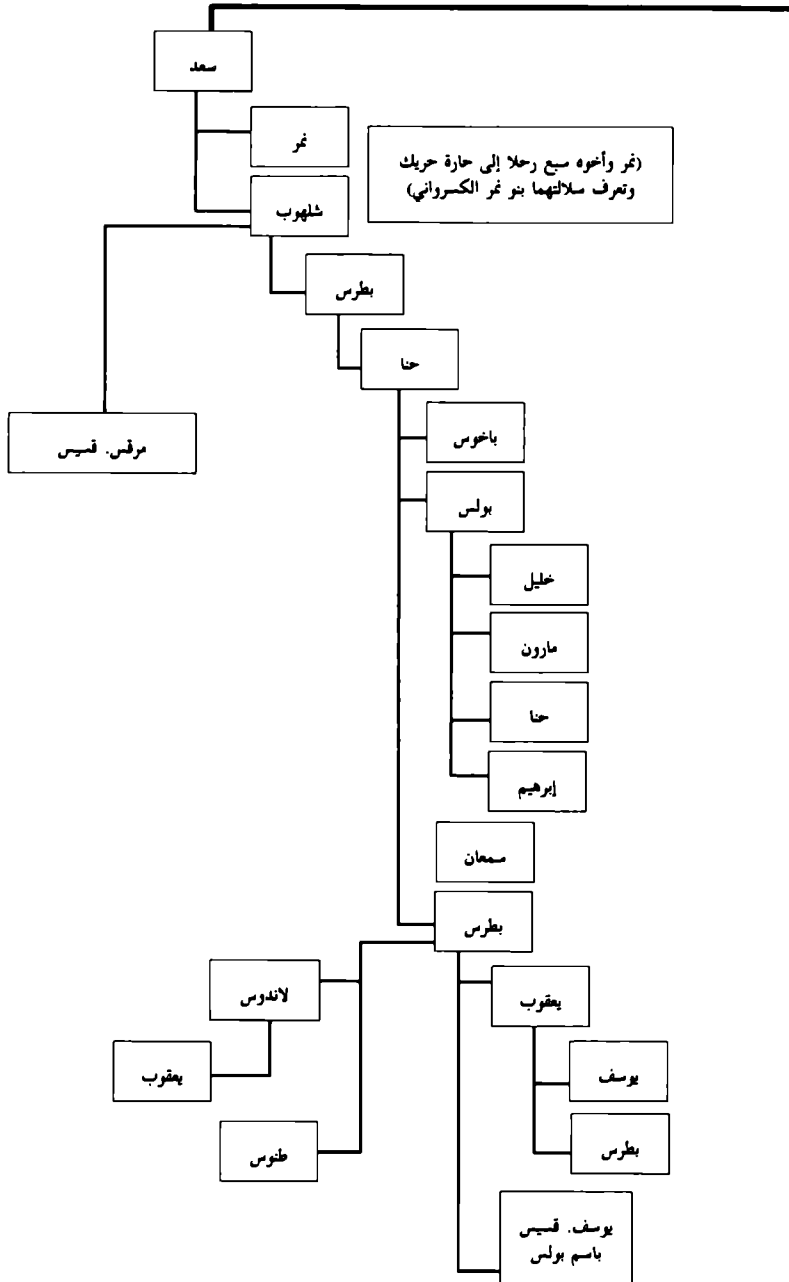 سعد
نمر
(نمر وأخوه سبع رحلا إلى حارة حريك
وتعرف سلالتهما بنو نمر الكسرواني)
شلهوب
بطرس
حنا
باخوس
مرقس. قسيس
بولس
خليل
مارون
حنا
إبرهيم
سمعان
بطرس
لاندوس
يعقوب
يعقوب
يوسف
طنوس
بطرس
يوسف. قسيس
باسم بولس